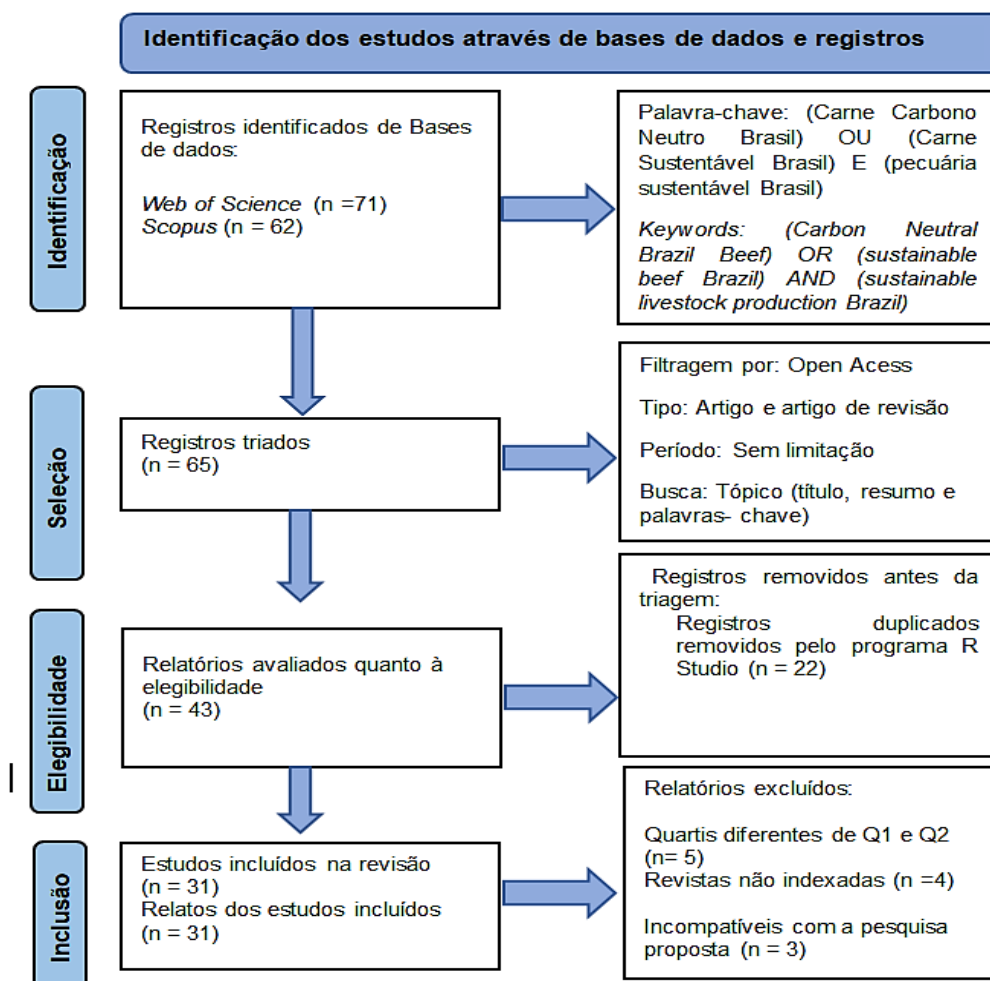 Identificação dos estudos através de bases de dados e registros
Identificação
Registros identificados de Bases
de dados:
Web of Science (n =71)
Scopus (n = 62)
Palavra-chave: (Carne Carbono
Neutro Brasil) OU (Carne
Sustentável Brasil) E (pecuária
sustentável Brasil)
Keywords: (Carbon Neutral
Brazil Beef) OR (sustainable
beef Brazil) AND (sustainable
livestock production Brazil)
Seleção
Registros triados
(n = 65)
Filtragem por: Open Acess
Tipo: Artigo e artigo de revisão
Período: Sem limitação
Busca: Tópico (título, resumo e
palavras- chave)
Elegibilidade
Relatórios avaliados quanto à
elegibilidade
(n = 43)
Registros removidos antes da
triagem:
Registros duplicados
removidos pelo programa R
Studio (n = 22)
Inclusão
Estudos incluídos na revisão
(n = 31)
Relatos dos estudos incluídos
(n = 31)
Relatórios excluídos:
Quartis diferentes de Q1 e Q2
(n= 5)
Revistas não indexadas (n =4)
Incompatíveis com a pesquisa
proposta (n = 3)